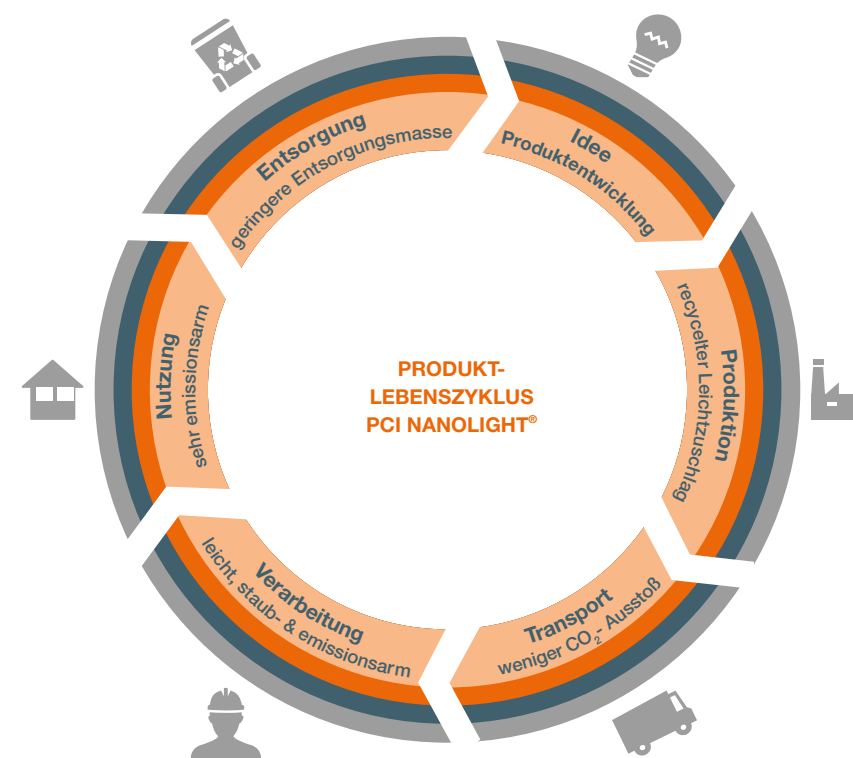 PRODUKT-
LEBENSZYKLUS
PCI NANOLIGHT®
Idee
Produktentwicklung
Produktion
recycelter Leichtzuschlag
Transport
weniger CO₂- Ausstoß
Verarbeitung
leicht, staub- & emissionsarm
Nutzung
sehr emissionsarm
Entsorgung
geringere Entsorgungsmasse